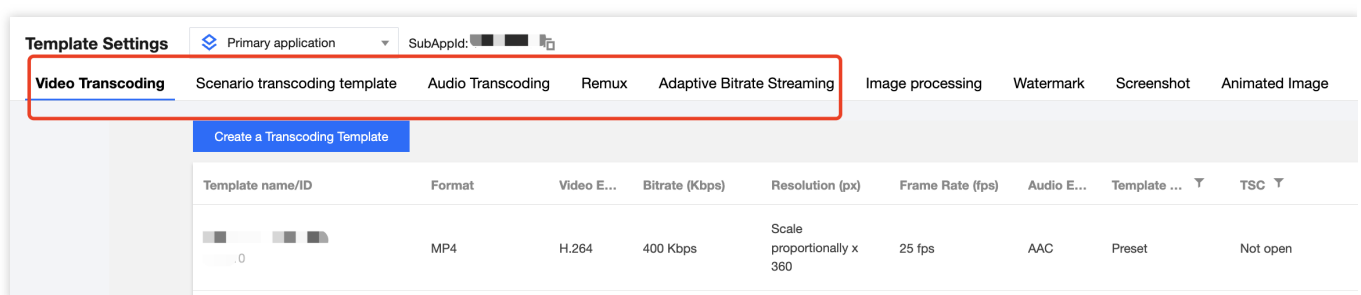 Template Settings Primary application SubAppId:
Video Transcoding Scenario transcoding template Audio Transcoding Remux Adaptive Bitrate Streaming Image processing Watermark Screenshot Animated Image
Create a Transcoding Template
Template name/ID Format Video E... Bitrate (Kbps) Resolution (px) Frame Rate (fps) Audio E... Template ... TSC
MP4 H.264 400 Kbps Scale proportionally x 360 25 fps AAC Preset Not open
.0